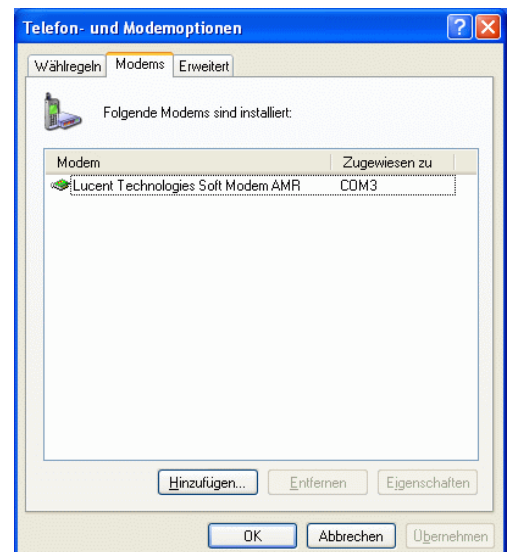 Telefon- und Modemoptionen
Wählregeln Modems Erweitert
Folgende Modems sind installiert:
Modem Zugewiesen zu
Lucent Technologies Soft Modem AMR COM3
Hinzufügen... Entfernen Eigenschaften
OK Abbrechen Übernehmen